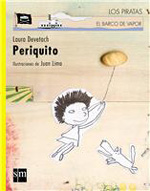 LOS PIRATAS
EL BARCO DE VAPOR
Laura Devetach
Periquito
Ilustraciones de Juan Lima
sm